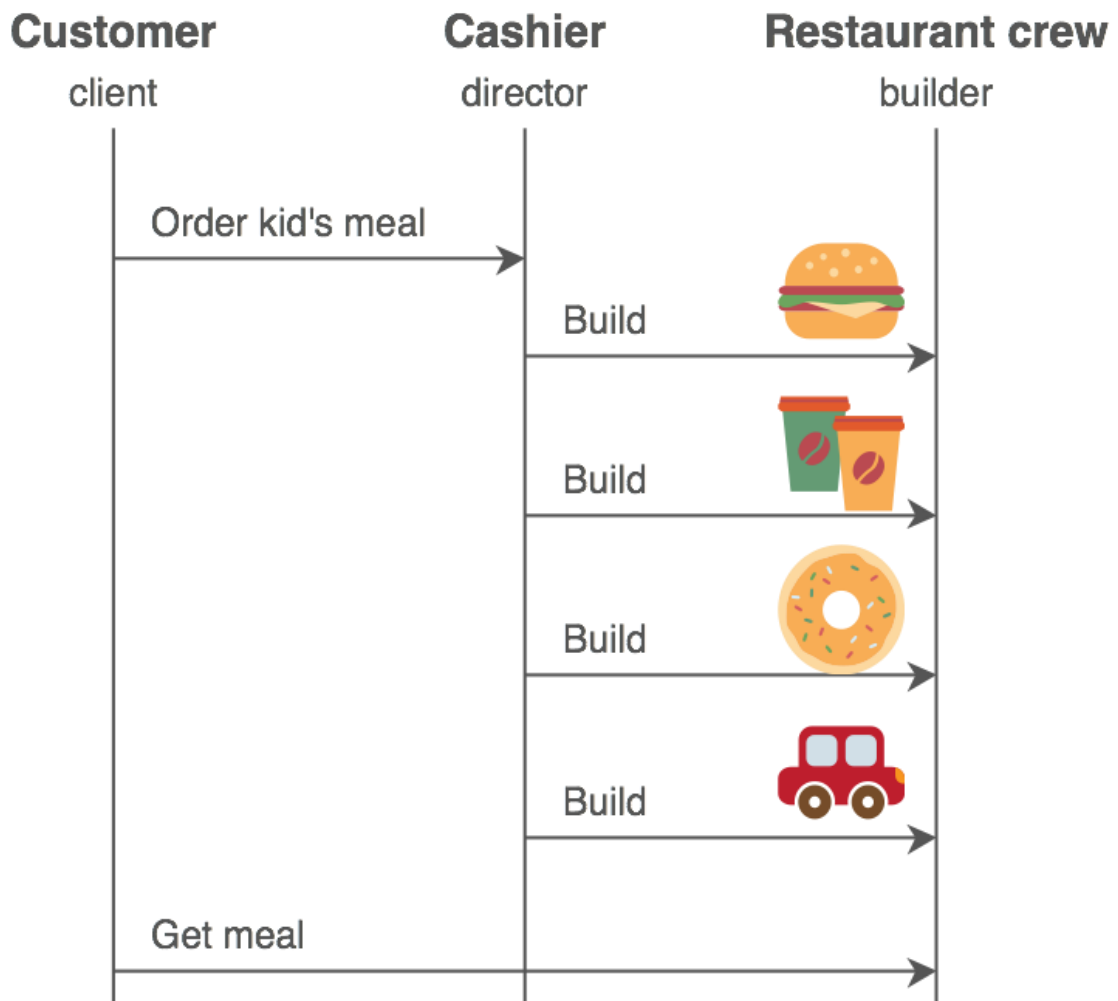 Customer
Cashier
Restaurant crew
client
director
builder
Order kid's meal
Build
Build
Build
Build
Get meal